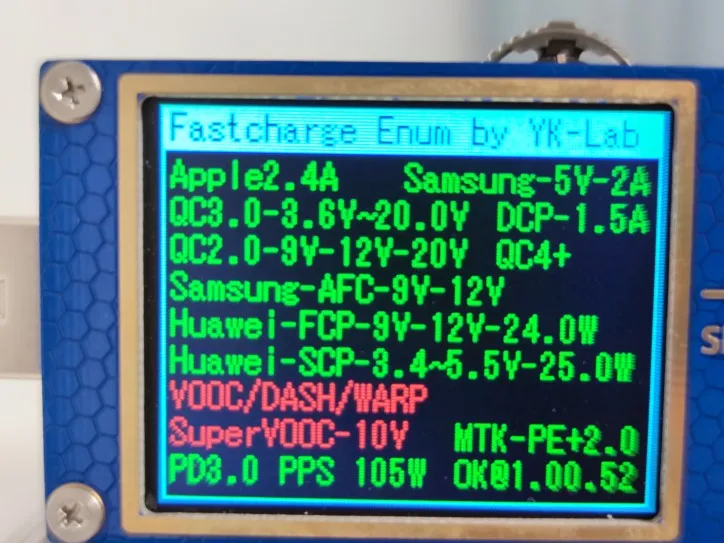 Fastcharge Enum by YK-Lab
Apple2.4A Samsung-5V-2A
QC3.0-3.6V~20.0V DCP-1.5A
QC2.0-9V-12V-20V QC4+
Samsung-AFC-9V-12V
Huawei-FCP-9V-12V-24.0W
Huawei-SCP-3.4~5.5V-25.0W
VOOC/DASH/WARP
SuperVOOC-10V MTK-PE+2.0
PD3.0 PPS 105W OK@1.00.52